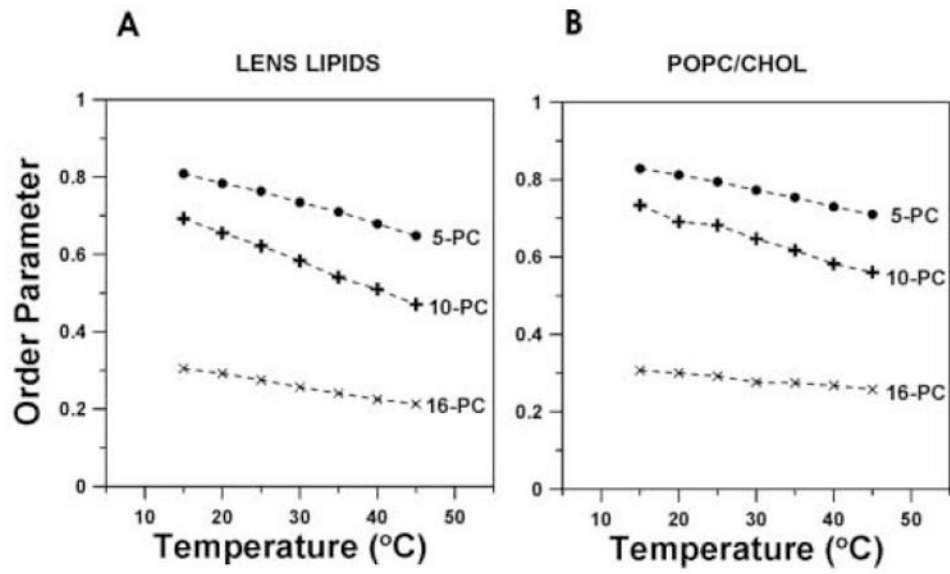 A
LENS LIPIDS
Order Parameter
1
0.8
0.6
0.4
0.2
0
5-PC
10-PC
16-PC
10 20 30 40 50
Temperature (°C)
B
POPC/CHOL
1
0.8
0.6
0.4
0.2
0
5-PC
10-PC
16-PC
10 20 30 40 50
Temperature (°C)